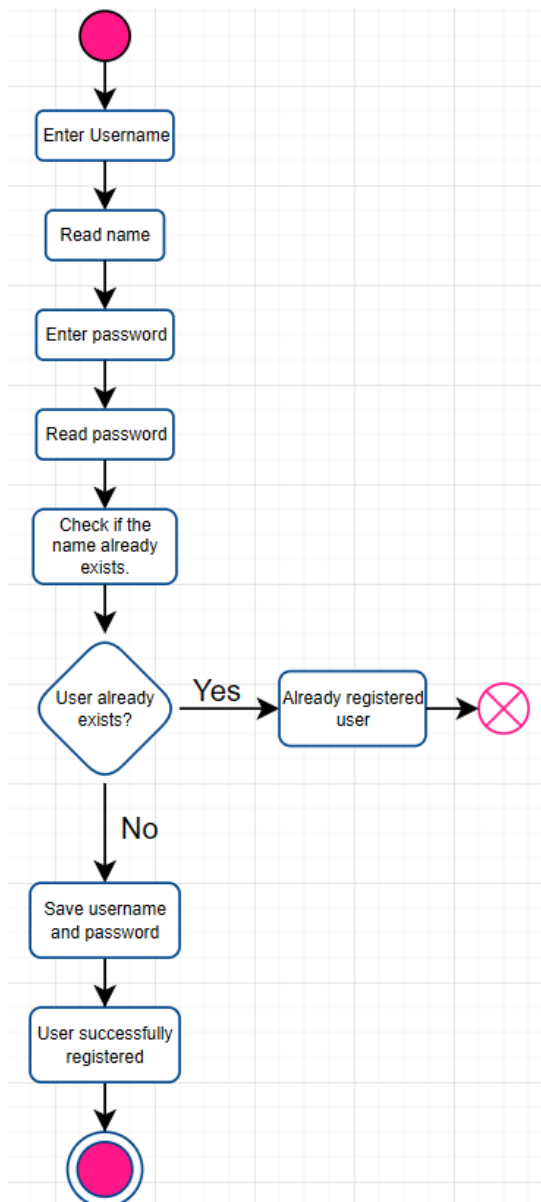 Enter Username
Read name
Enter password
Read password
Check if the
name already
exists.
User already
exists?
Yes
Already registered
user
No
Save username
and password
User successfully
registered